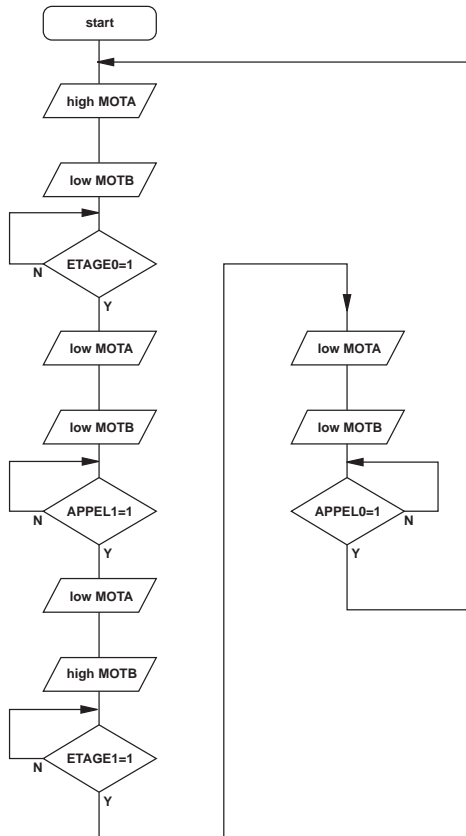 start
high MOTA
low MOTB
ETAGE0=1
N
Y
low MOTA
low MOTB
APPEL1=1
N
Y
low MOTA
high MOTB
ETAGE1=1
N
Y
low MOTA
low MOTB
APPEL0=1
N
Y